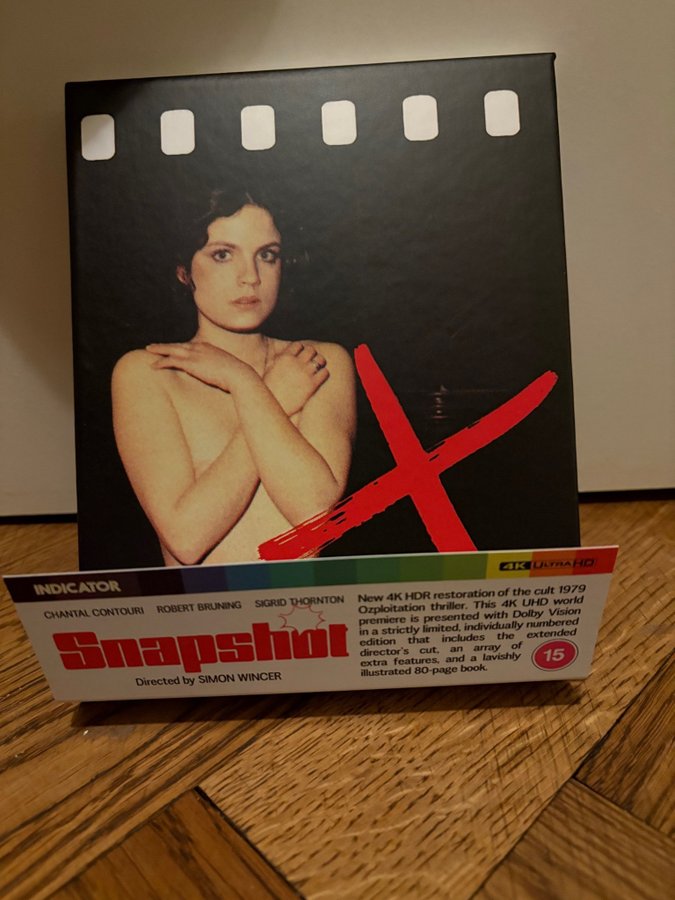 INDICATOR
4K ULTRA HD
CHANTAL CONTOURI ROBERT BRUNING SIGRID THORNTON
Snapshot
Directed by SIMON WINCER
New 4K HDR restoration of the cult 1979
Ozploitation thriller. This 4K UHD world
premiere is presented with Dolby Vision
in a strictly limited, individually numbered
edition that includes the extended
director's cut, an array of
extra features, and a lavishly
illustrated 80-page book.
15